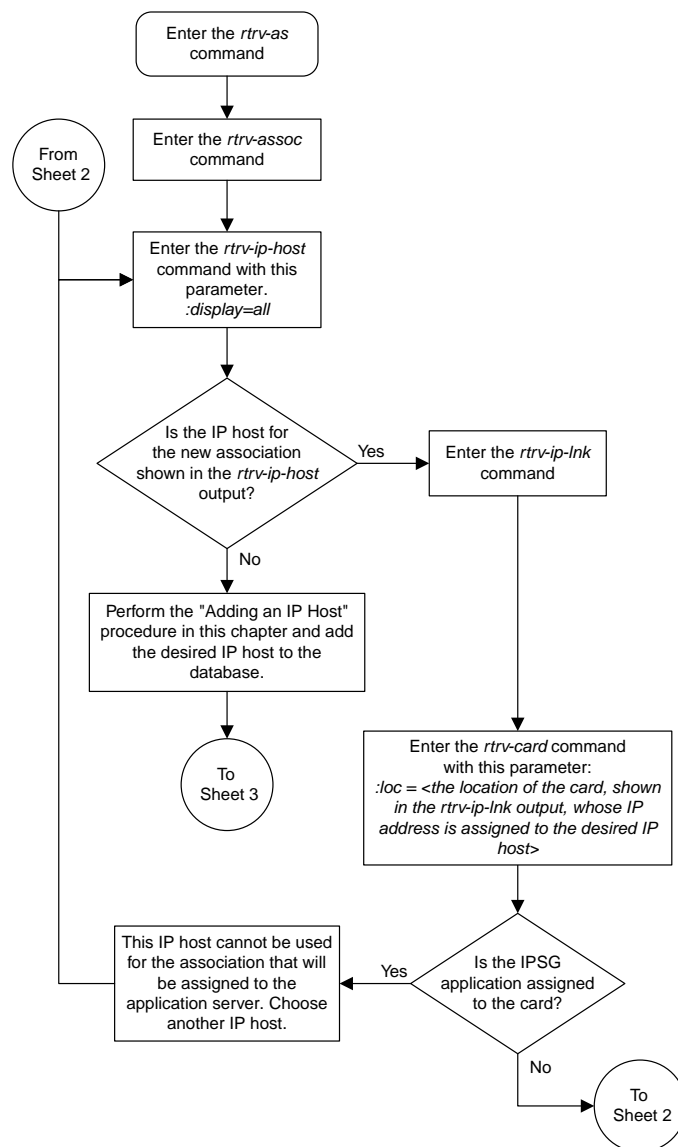 Enter the rtrv-as
command
Enter the rtrv-assoc
command
From
Sheet 2
Enter the rtrv-ip-host
command with this
parameter.
:display=all
Is the IP host for
the new association
shown in the rtrv-ip-host
output?
Yes
Enter the rtrv-ip-lnk
command
No
Perform the "Adding an IP Host"
procedure in this chapter and add
the desired IP host to the
database.
To
Sheet 3
Enter the rtrv-card command
with this parameter:
:loc = <the location of the card, shown
in the rtrv-ip-lnk output, whose IP
address is assigned to the desired IP
host>
Is the IPSG
application assigned
to the card?
Yes
This IP host cannot be used
for the association that will
be assigned to the
application server. Choose
another IP host.
No
To
Sheet 2